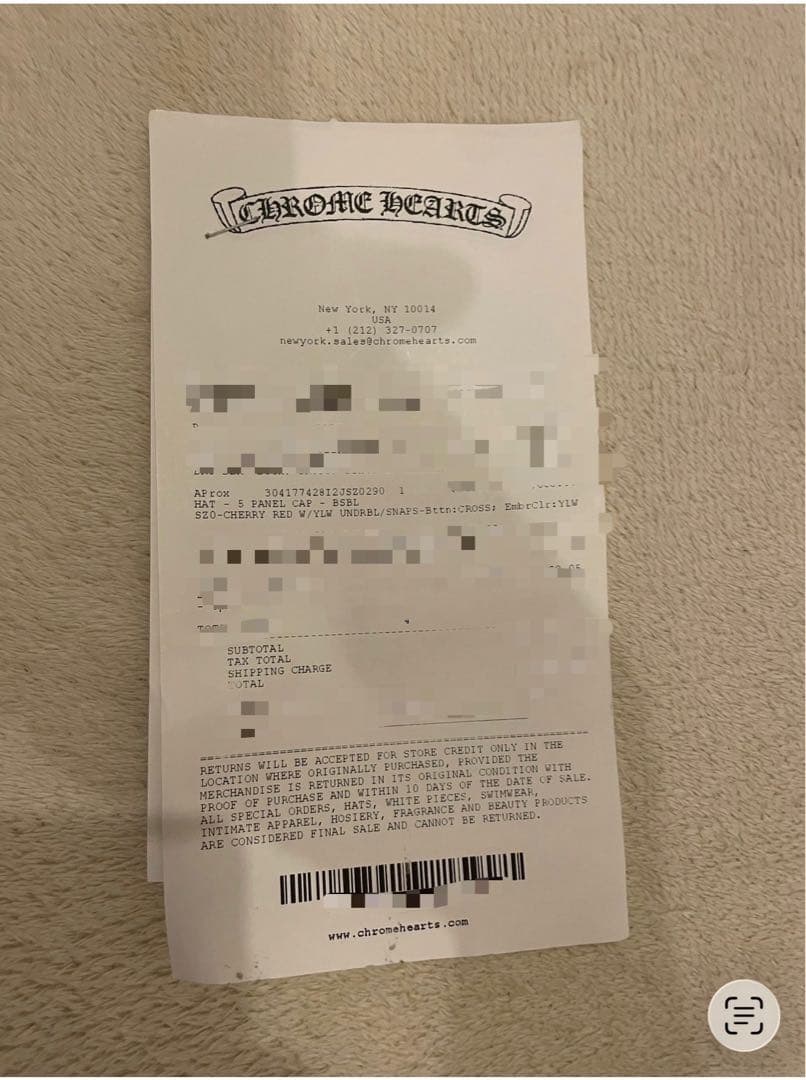 CHROME HEARTS
New York, NY 10014
USA
+1 (212) 327-0707
newyork.sales@chromehearts.com
AProx 304177428I2JSZ0290 1
HAT - 5 PANEL CAP - BSBL
SZ0-CHERRY RED W/YLW UNDRBL/SNAPS-Bttn:CROSS; EmbrClr:YLW
SUBTOTAL
TAX TOTAL
SHIPPING CHARGE
TOTAL
RETURNS WILL BE ACCEPTED FOR STORE CREDIT ONLY IN THE
LOCATION WHERE ORIGINALLY PURCHASED, PROVIDED THE
MERCHANDISE IS RETURNED IN ITS ORIGINAL CONDITION WITH
PROOF OF PURCHASE AND WITHIN 10 DAYS OF THE DATE OF SALE.
ALL SPECIAL ORDERS, HATS, WHITE PIECES, SWIMWEAR,
INTIMATE APPAREL, HOSIERY, FRAGRANCE AND BEAUTY PRODUCTS
ARE CONSIDERED FINAL SALE AND CANNOT BE RETURNED.
www.chromehearts.com